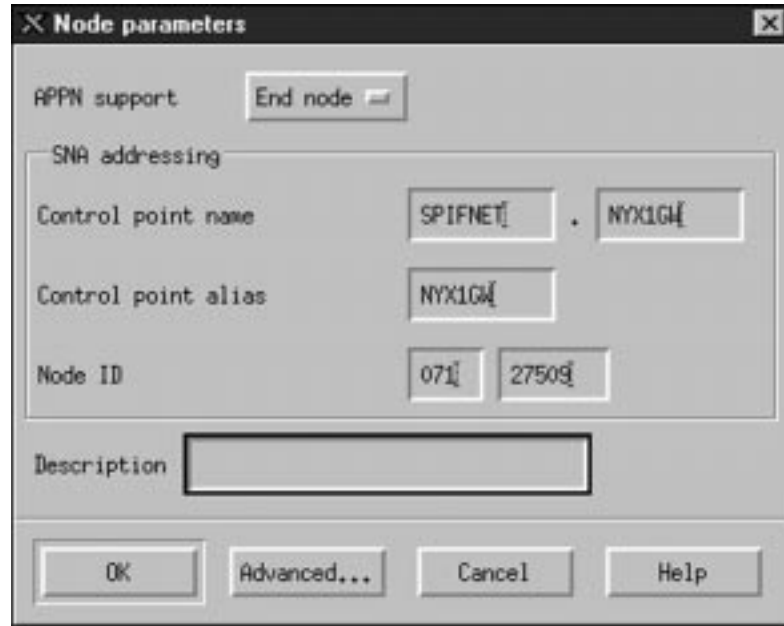 Node parameters
APPN support End node
SNA addressing
Control point name SPIFNET . NYX1GW
Control point alias NYX1GW
Node ID 071 27509
Description
OK Advanced... Cancel Help